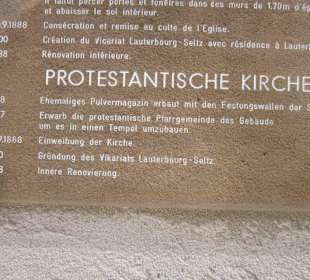 Il fallut percer portes et fenêtres dans ces murs de 1.70m d'ép
et abaisser le sol intérieur.
.9.1888 Consécration et remise au culte de l'Eglise.
00 Création du Vicariat Lauterbourg-Seltz avec résidence à Lauter
88 Rénovation intérieure.
PROTESTANTISCHE KIRCHE
8 Ehemaliges Pulvermagazin erbaut mit den Festungswällen der S
7 Erwarb die protestantische Pfarrgemeinde das Gebäude
um es in einen Tempel umzubauen.
.9.1888 Einweihung der Kirche.
0 Gründung des Vikariats Lauterbourg-Seltz.
8 Innere Renovierung.